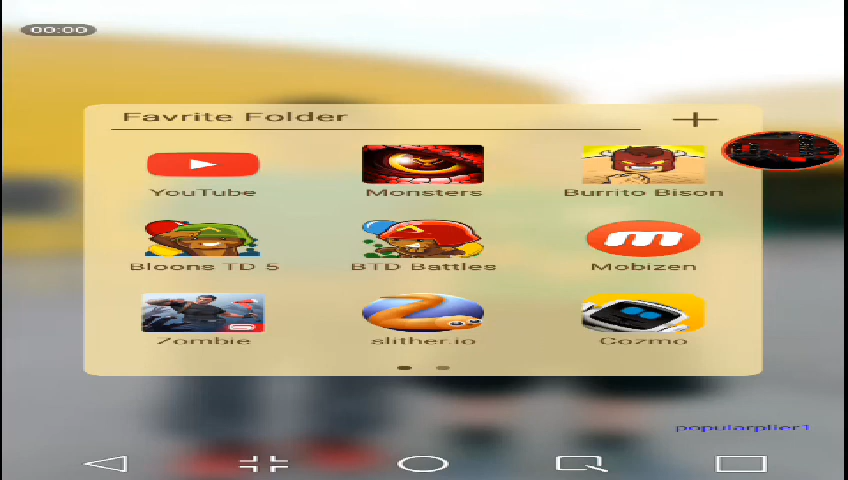 00:00
Favrite Folder
YouTube
Monsters
Burrito Bison
Bloons TD 5
BTD Battles
Mobizen
Zombie
slither.io
Cozmo
popularplier1